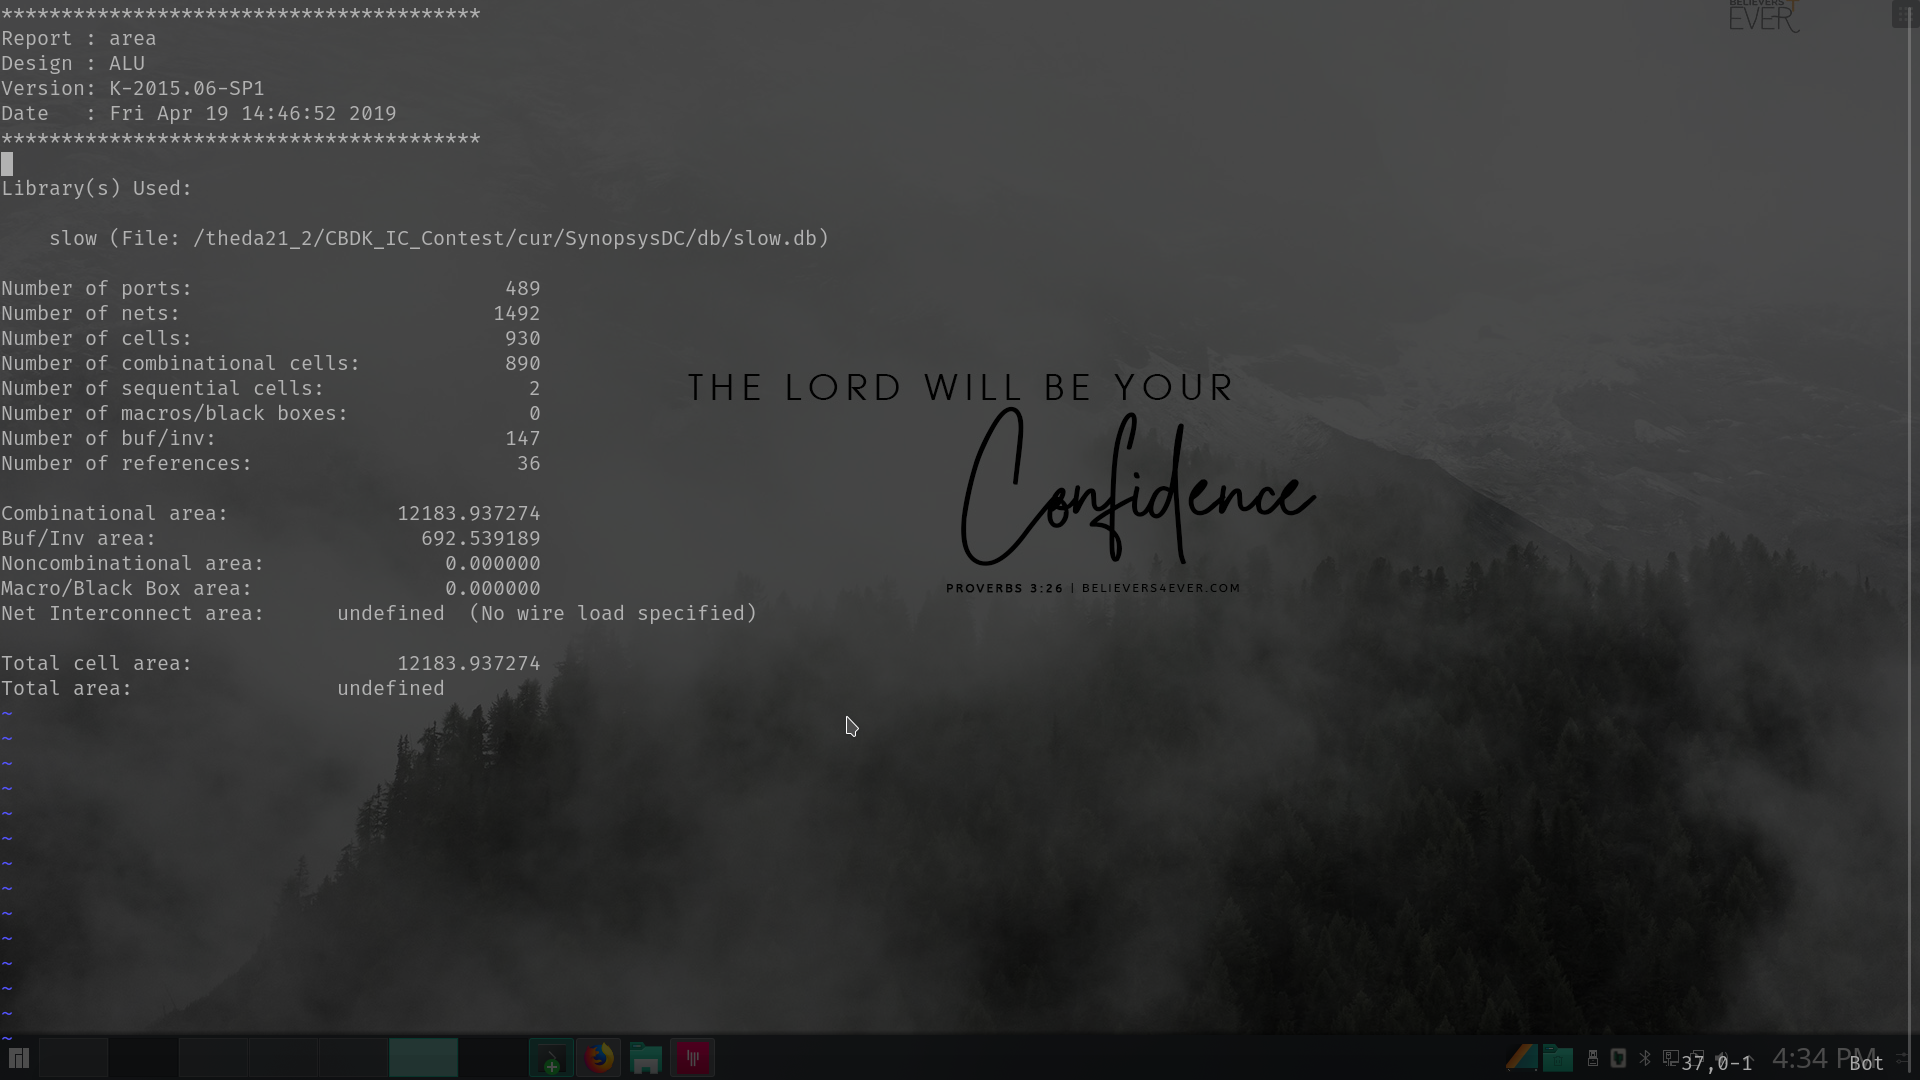 ****************************************
Report : area
Design : ALU
Version: K-2015.06-SP1
Date   : Fri Apr 19 14:46:52 2019
****************************************
Library(s) Used:
    slow (File: /theda21_2/CBDK_IC_Contest/cur/SynopsysDC/db/slow.db)
Number of ports:                          489
Number of nets:                          1492
Number of cells:                          930
Number of combinational cells:            890
Number of sequential cells:                 2
Number of macros/black boxes:               0
Number of buf/inv:                        147
Number of references:                      36
Combinational area:              12183.937274
Buf/Inv area:                      692.539189
Noncombinational area:               0.000000
Macro/Black Box area:                0.000000
Net Interconnect area:      undefined  (No wire load specified)
Total cell area:                 12183.937274
Total area:                 undefined
~
~
~
~
~
~
~
~
~
~
~
~
~
~
BELIEVERS
EVER
THE LORD WILL BE YOUR
Confidence
PROVERBS 3:26 | BELIEVERS4EVER.COM
4:34 PM
37,0-1
Bot